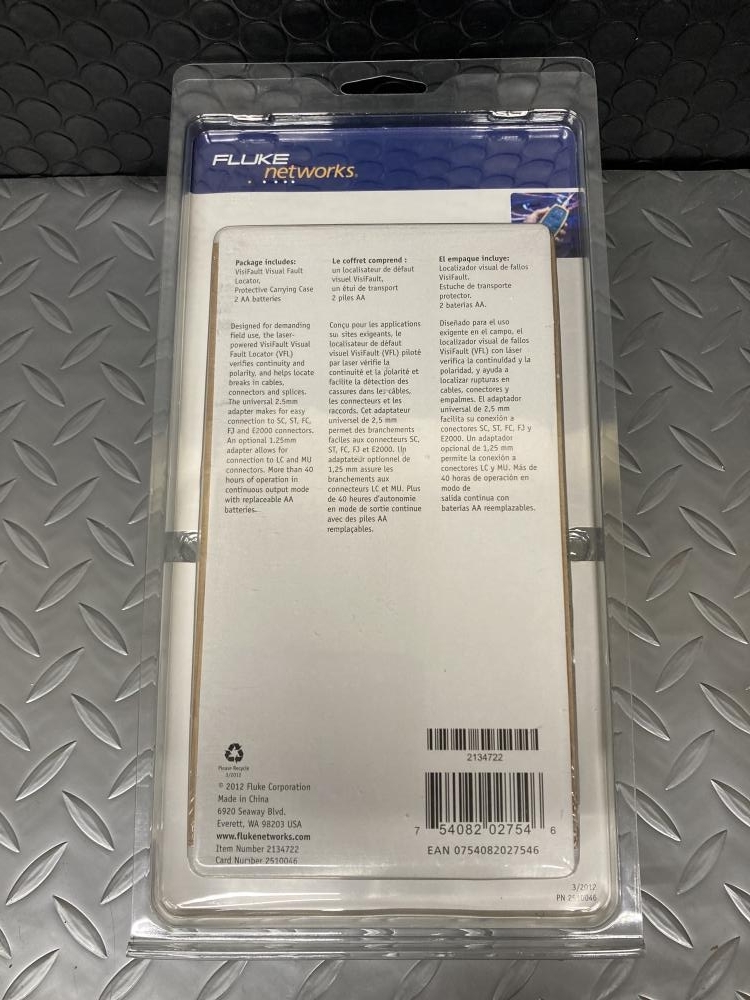 FLUKE
networks®
Package includes:
VisiFault Visual Fault
Locator,
Protective Carrying Case
2 AA batteries
Designed for demanding
field use, the laser-
powered VisiFault Visual
Fault Locator (VFL)
verifies continuity and
polarity, and helps locate
breaks in cables,
connectors and splices.
The universal 2.5mm
adapter makes for easy
connection to SC, ST, FC,
FJ and E2000 connectors.
An optional 1.25mm
adapter allows for
connection to LC and MU
connectors. More than 40
hours of operation in
continuous output mode
with replaceable AA
batteries.
Le coffret comprend :
un localisateur de défaut
visuel VisiFault,
un étui de transport
2 piles AA
Conçu pour les applications
sur sites exigeants, le
localisateur de défaut
visuel VisiFault (VFL) piloté
par laser vérifie la
continuité et la polarité et
facilite la détection des
cassures dans les câbles,
les connecteurs et les
raccords. Cet adaptateur
universel de 2,5 mm
permet des branchements
faciles aux connecteurs SC,
ST, FC, FJ et E2000. Un
adaptateur optionnel de
1,25 mm assure les
branchements aux
connecteurs LC et MU. Plus
de 40 heures d'autonomie
en mode de sortie continue
avec des piles AA
remplaçables.
El empaque incluye:
Localizador visual de fallos
VisiFault.
Estuche de transporte
protector.
2 baterías AA.
Diseñado para el uso
exigente en el campo, el
localizador visual de fallos
VisiFault (VFL) con láser
verifica la continuidad y la
polaridad, y ayuda a
localizar rupturas en
cables, conectores y
empalmes. El adaptador
universal de 2,5 mm
facilita su conexión a
conectores SC, ST, FC, FJ y
E2000. Un adaptador
opcional de 1,25 mm
permite la conexión a
conectores LC y MU. Más de
40 horas de operación en
modo de
salida continua con
baterías AA reemplazables.
Please Recycle
3/2012
© 2012 Fluke Corporation
Made in China
6920 Seaway Blvd.
Everett, WA 98203 USA
www.flukenetworks.com
Item Number 2134722
Card Number 2510046
2134722
7 54082 02754 6
EAN 0754082027546
3/2012
PN 2510046